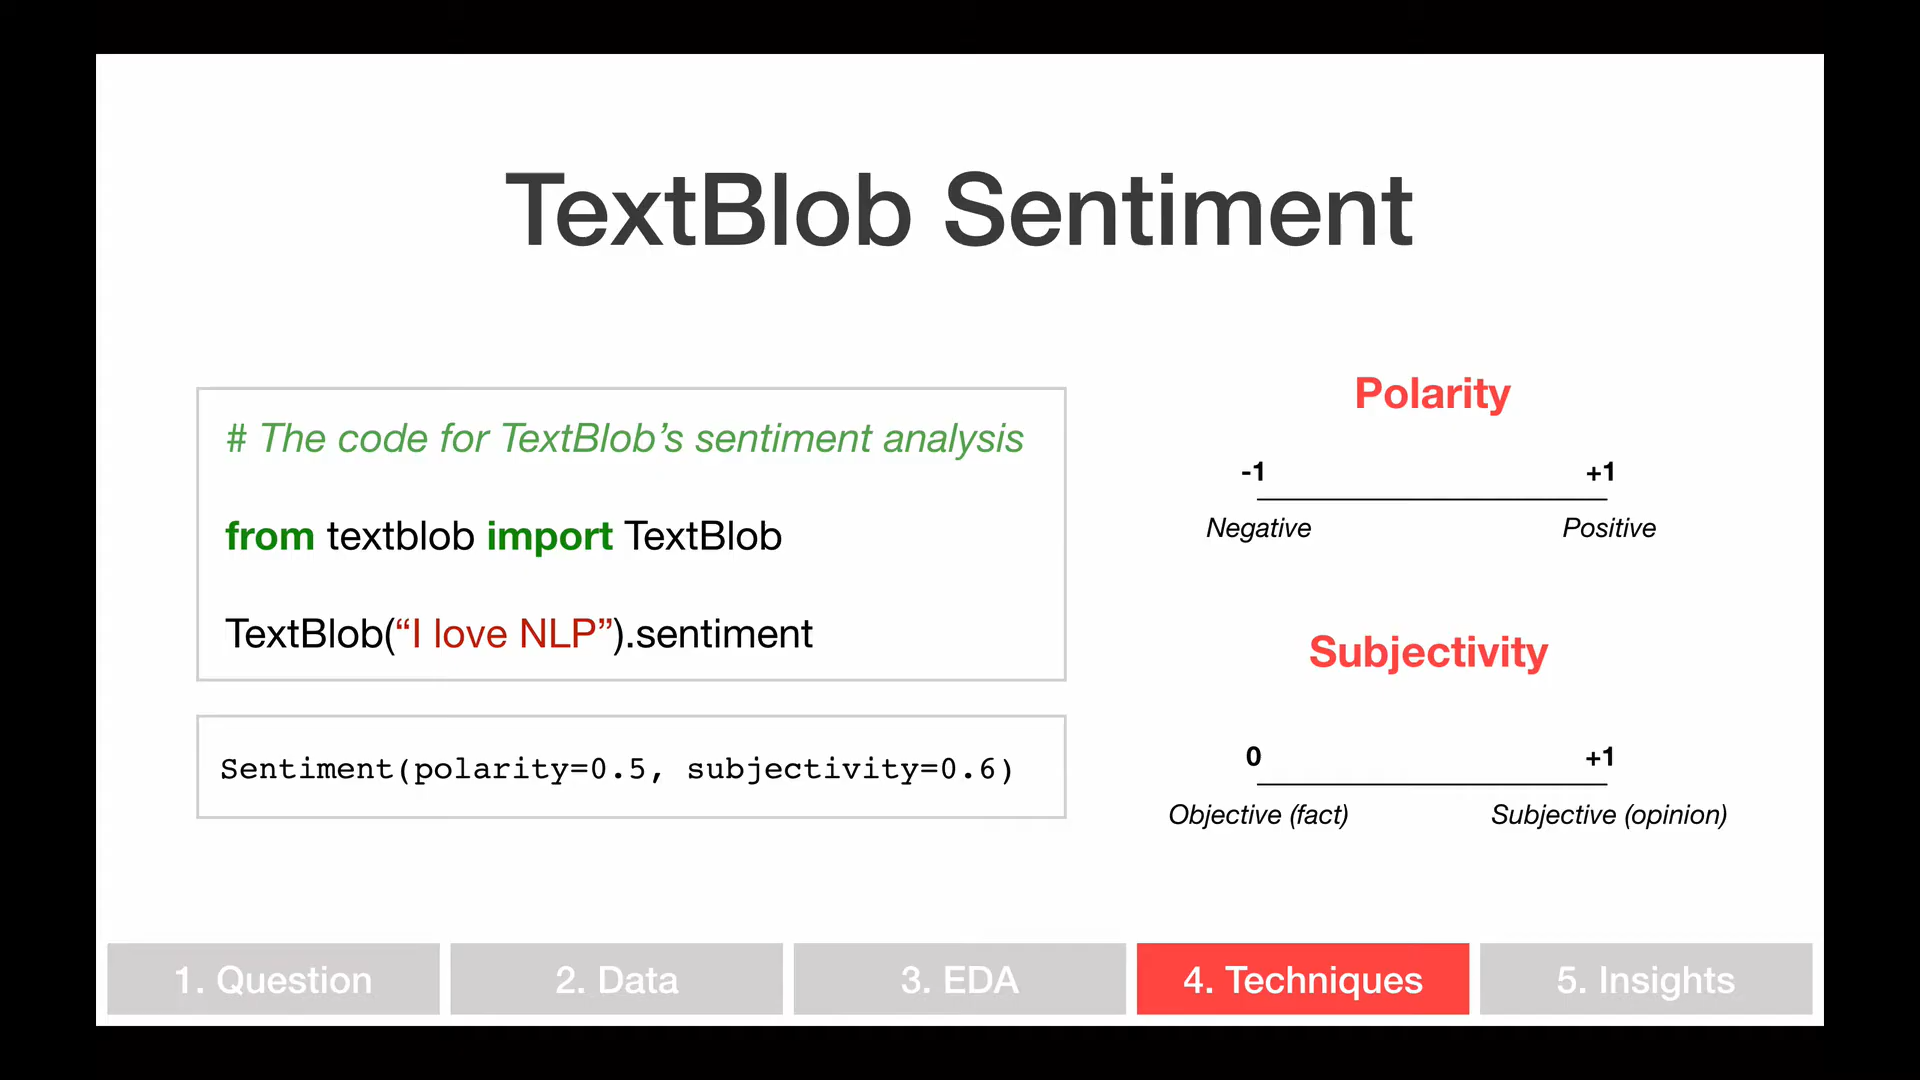 TextBlob Sentiment
# The code for TextBlob’s sentiment analysis
from textblob import TextBlob
TextBlob(“I love NLP”).sentiment
Sentiment(polarity=0.5, subjectivity=0.6)
Polarity
-1 +1
Negative Positive
Subjectivity
0 +1
Objective (fact) Subjective (opinion)
1. Question 2. Data 3. EDA 4. Techniques 5. Insights